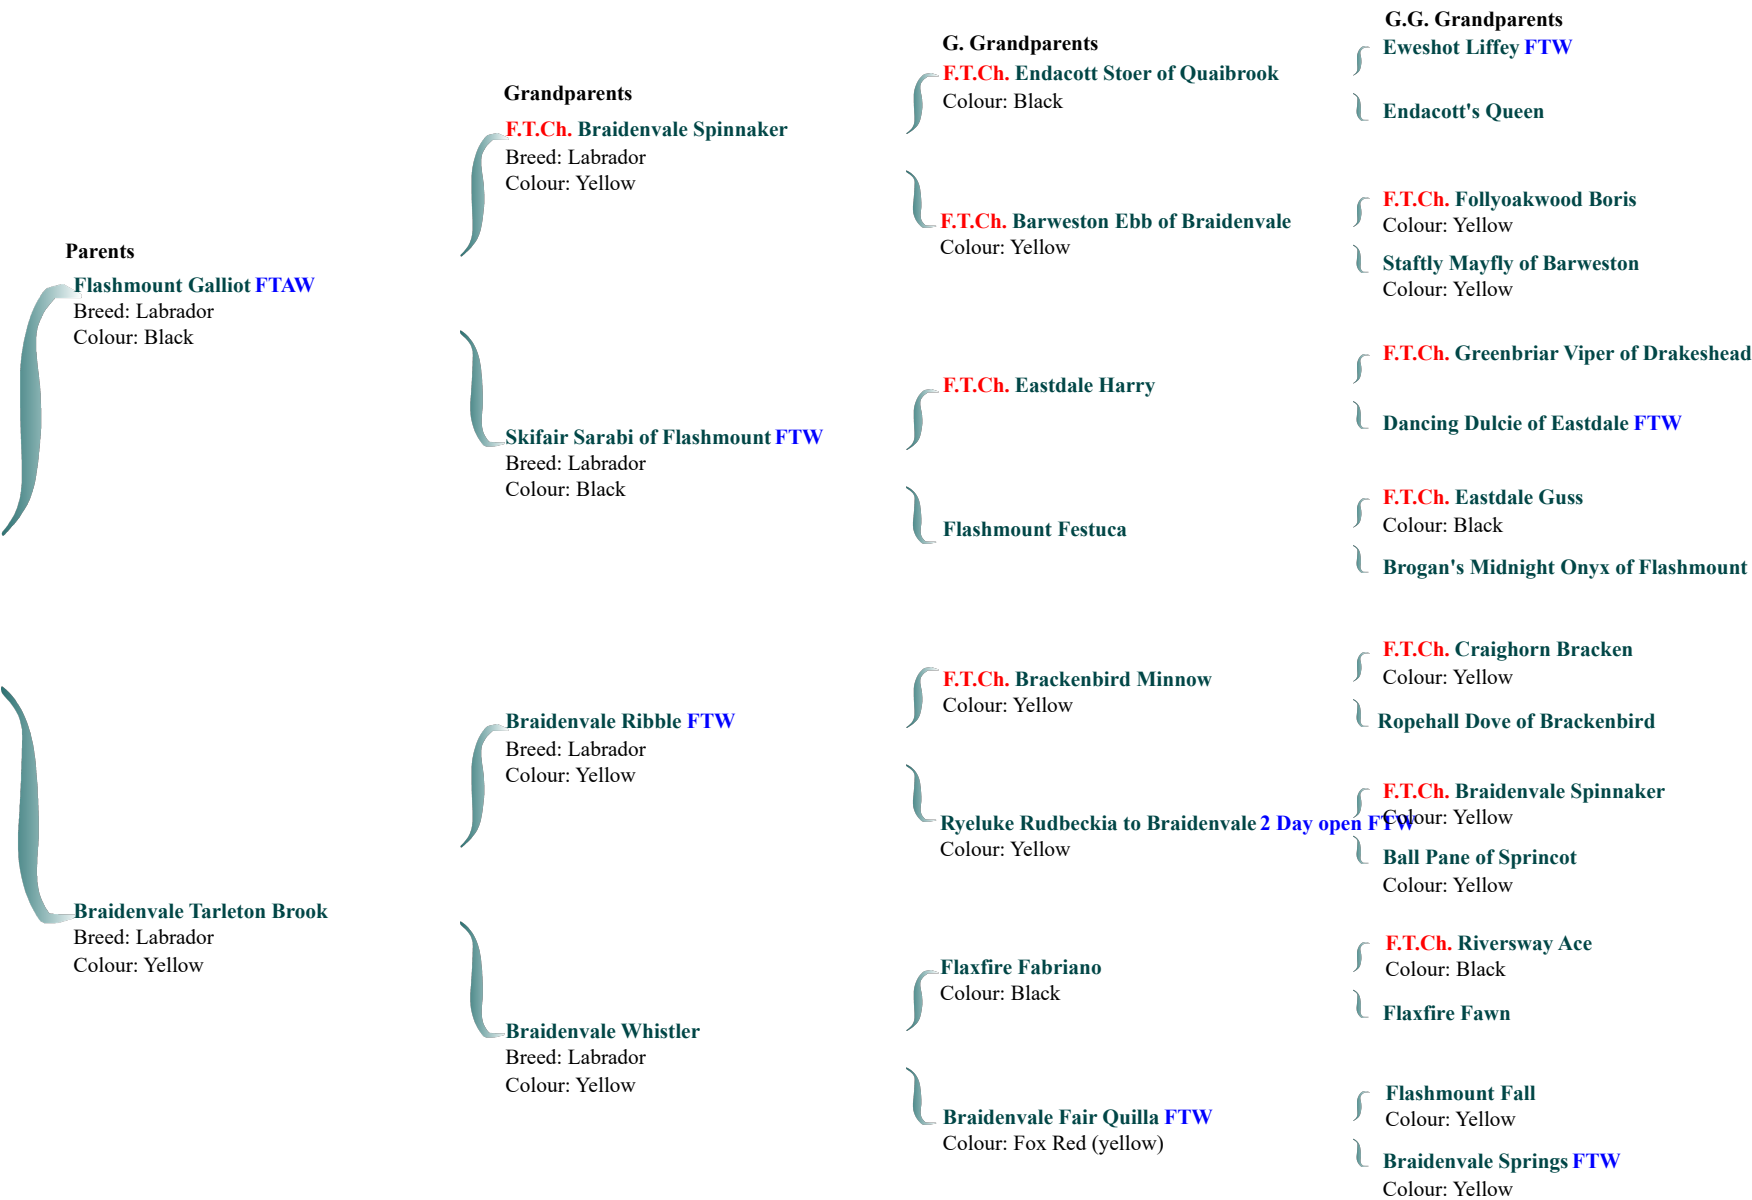 Parents
Flashmount Galliot FTAW
Breed: Labrador
Colour: Black
Braidenvale Tarleton Brook
Breed: Labrador
Colour: Yellow
Grandparents
F.T.Ch. Braidenvale Spinnaker
Breed: Labrador
Colour: Yellow
Skifair Sarabi of Flashmount FTW
Breed: Labrador
Colour: Black
Braidenvale Ribble FTW
Breed: Labrador
Colour: Yellow
Braidenvale Whistler
Breed: Labrador
Colour: Yellow
G. Grandparents
F.T.Ch. Endacott Stoer of Quaibrook
Colour: Black
F.T.Ch. Barweston Ebb of Braidenvale
Colour: Yellow
F.T.Ch. Eastdale Harry
Flashmount Festuca
F.T.Ch. Brackenbird Minnow
Colour: Yellow
Ryeluke Rudbeckia to Braidenvale 2 Day open FTW
Colour: Yellow
Flaxfire Fabriano
Colour: Black
Braidenvale Fair Quilla FTW
Colour: Fox Red (yellow)
G.G. Grandparents
Eweshot Liffey FTW
Endacott's Queen
F.T.Ch. Follyoakwood Boris
Colour: Yellow
Staftly Mayfly of Barweston
Colour: Yellow
F.T.Ch. Greenbriar Viper of Drakeshead
Dancing Dulcie of Eastdale FTW
F.T.Ch. Eastdale Guss
Colour: Black
Brogan's Midnight Onyx of Flashmount
F.T.Ch. Craighorn Bracken
Colour: Yellow
Ropehall Dove of Brackenbird
F.T.Ch. Braidenvale Spinnaker
Colour: Yellow
Ball Pane of Sprincot
Colour: Yellow
F.T.Ch. Riversway Ace
Colour: Black
Flaxfire Fawn
Flashmount Fall
Colour: Yellow
Braidenvale Springs FTW
Colour: Yellow